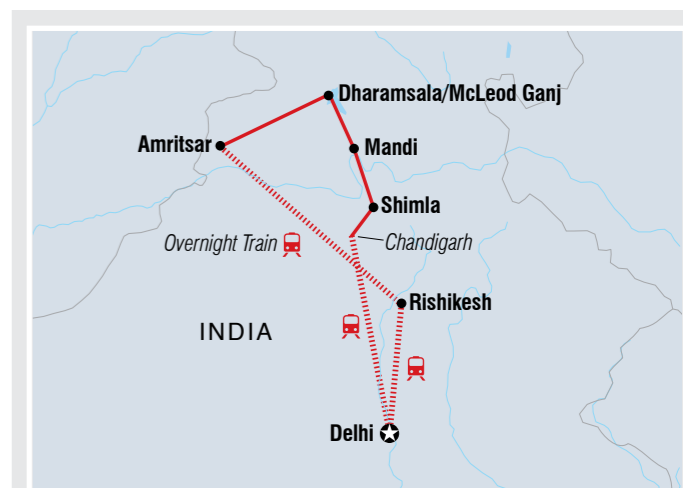 Dharamsala/McLeod Ganj
Amritsar
Mandi
Shimla
Overnight Train
Chandigarh
Rishikesh
INDIA
Delhi